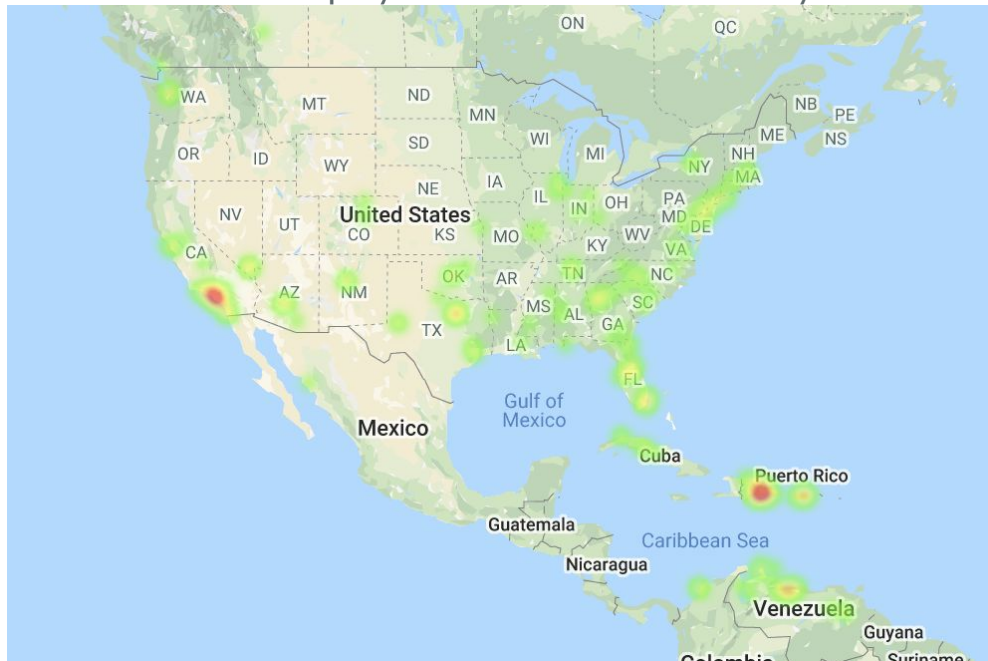 ON
QC
WA
MT
ND
MN
NB
PE
ME
NS
OR
ID
SD
WI
MI
NH
NY
MA
WY
IA
NE
IL
IN
OH
PA
MD
DE
NV
UT
United States
CO
KS
MO
KY
WV
VA
CA
OK
AR
TN
NC
AZ
NM
MS
AL
SC
TX
LA
GA
FL
Gulf of
Mexico
Mexico
Cuba
Puerto Rico
Guatemala
Caribbean Sea
Nicaragua
Venezuela
Guyana
Colombia
Suriname